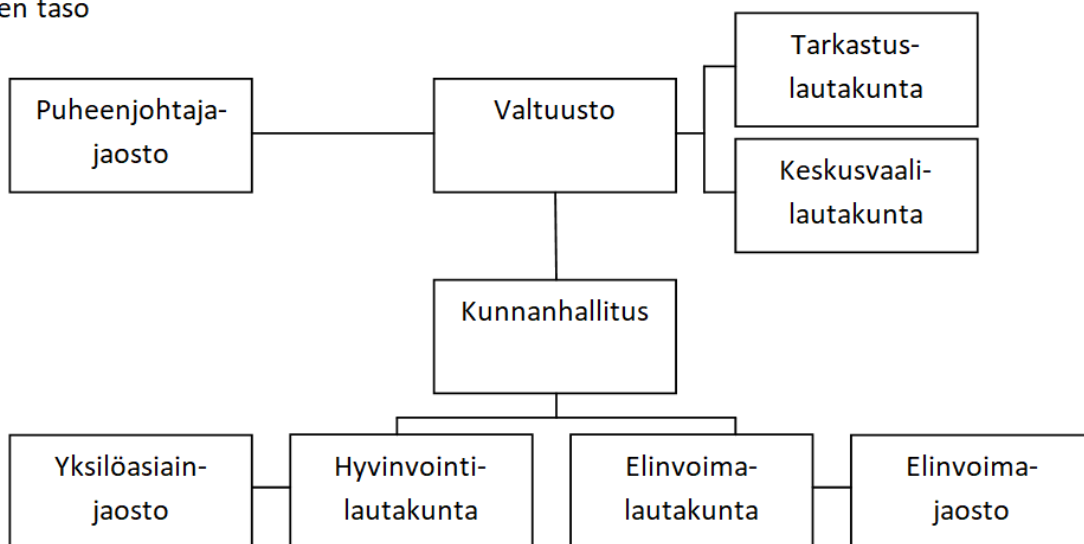 en taso
Puheenjohtaja-
jaosto
Valtuusto
Tarkastus-
lautakunta
Keskusvaali-
lautakunta
Kunnanhallitus
Yksilöasiain-
jaosto
Hyvinvointi-
lautakunta
Elinvoima-
lautakunta
Elinvoima-
jaosto